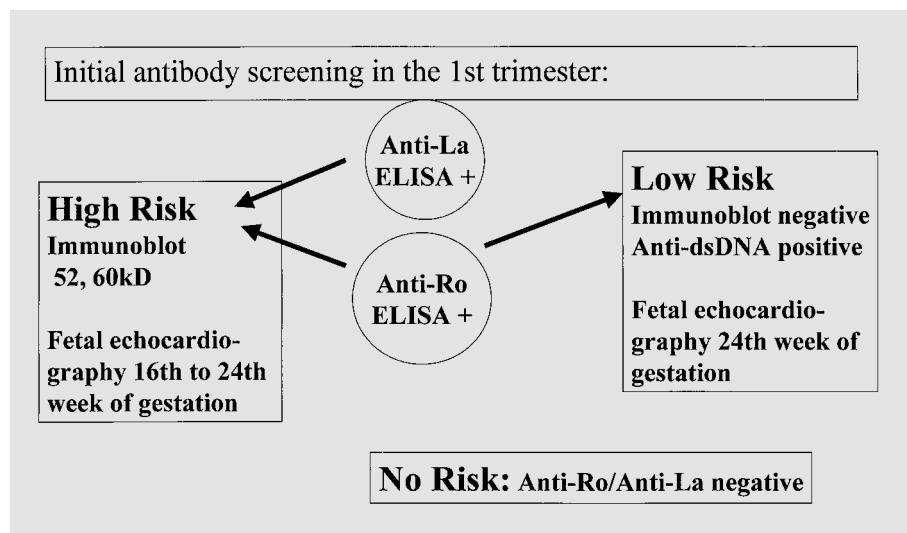 Initial antibody screening in the 1st trimester:
Anti-La
ELISA +
High Risk
Immunoblot
52, 60kD
Fetal echocardio-
graphy 16th to 24th
week of gestation
Anti-Ro
ELISA +
Low Risk
Immunoblot negative
Anti-dsDNA positive
Fetal echocardio-
graphy 24th week of
gestation
No Risk: Anti-Ro/Anti-La negative